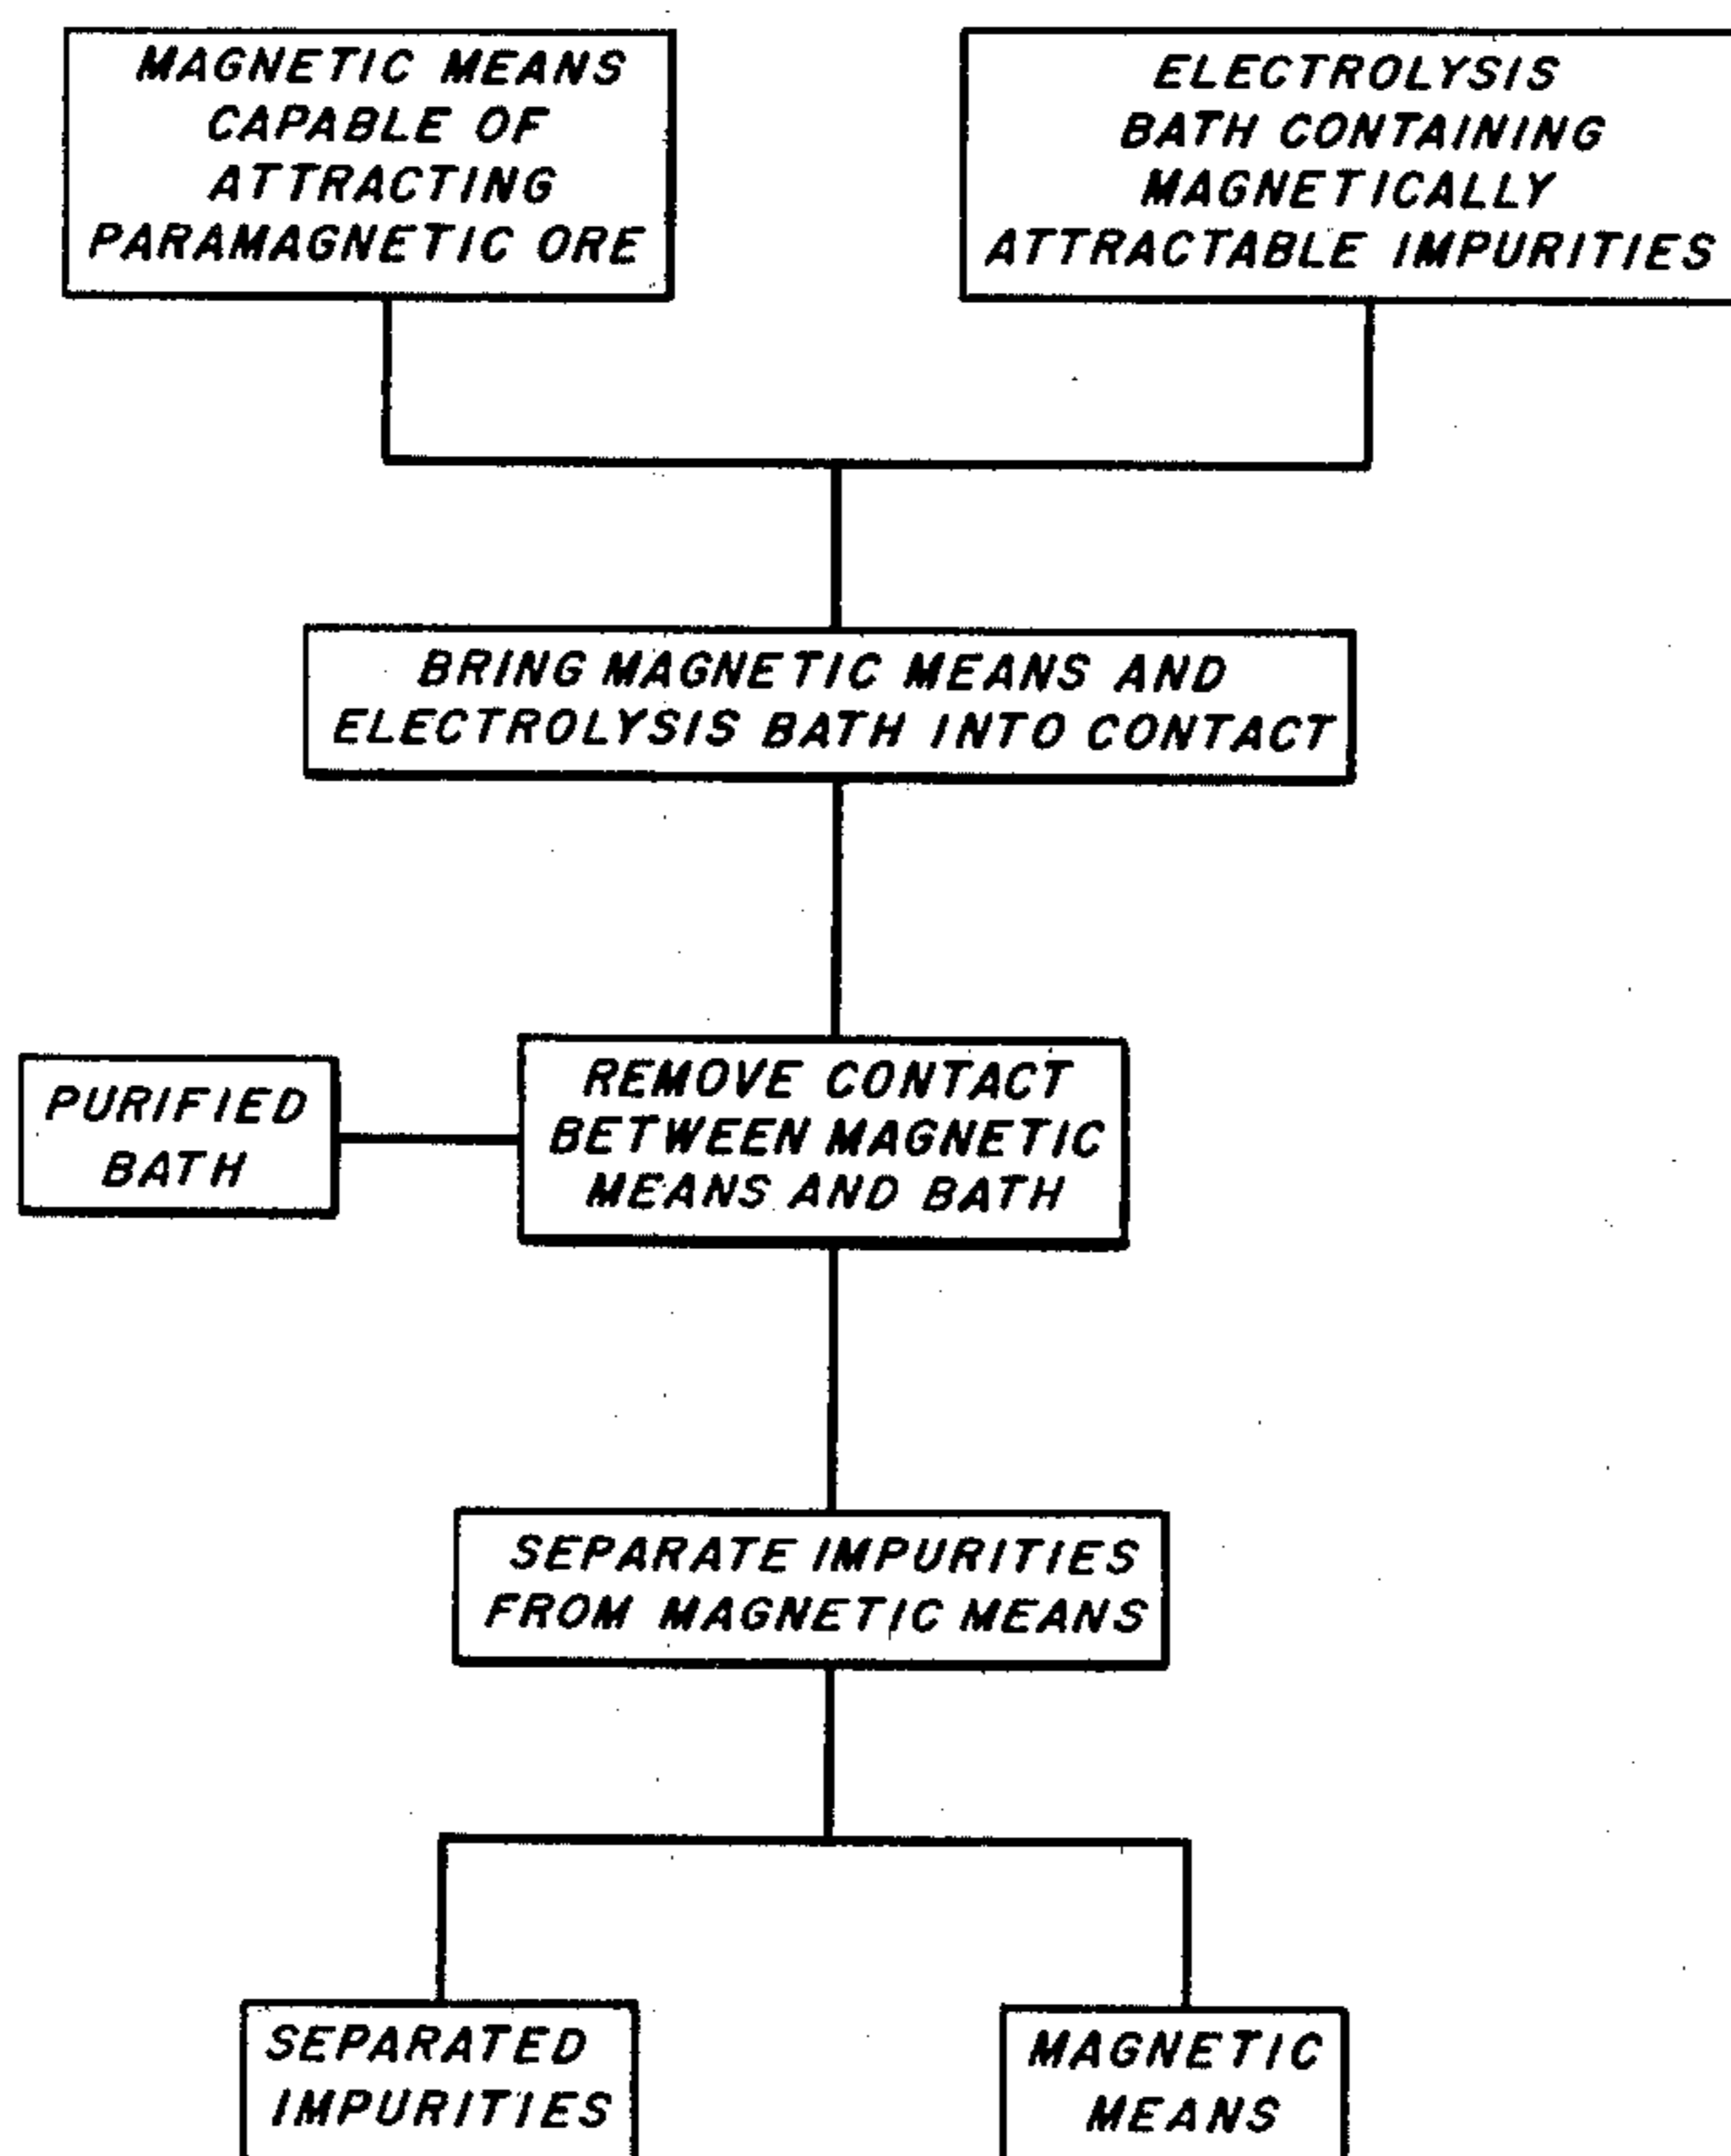 MAGNETIC MEANS
CAPABLE OF
ATTRACTING
PARAMAGNETIC ORE
ELECTROLYSIS
BATH CONTAINING
MAGNETICALLY
ATTRACTABLE IMPURITIES
BRING MAGNETIC MEANS AND
ELECTROLYSIS BATH INTO CONTACT
PURIFIED
BATH
REMOVE CONTACT
BETWEEN MAGNETIC
MEANS AND BATH
SEPARATE IMPURITIES
FROM MAGNETIC MEANS
SEPARATED
IMPURITIES
MAGNETIC
MEANS